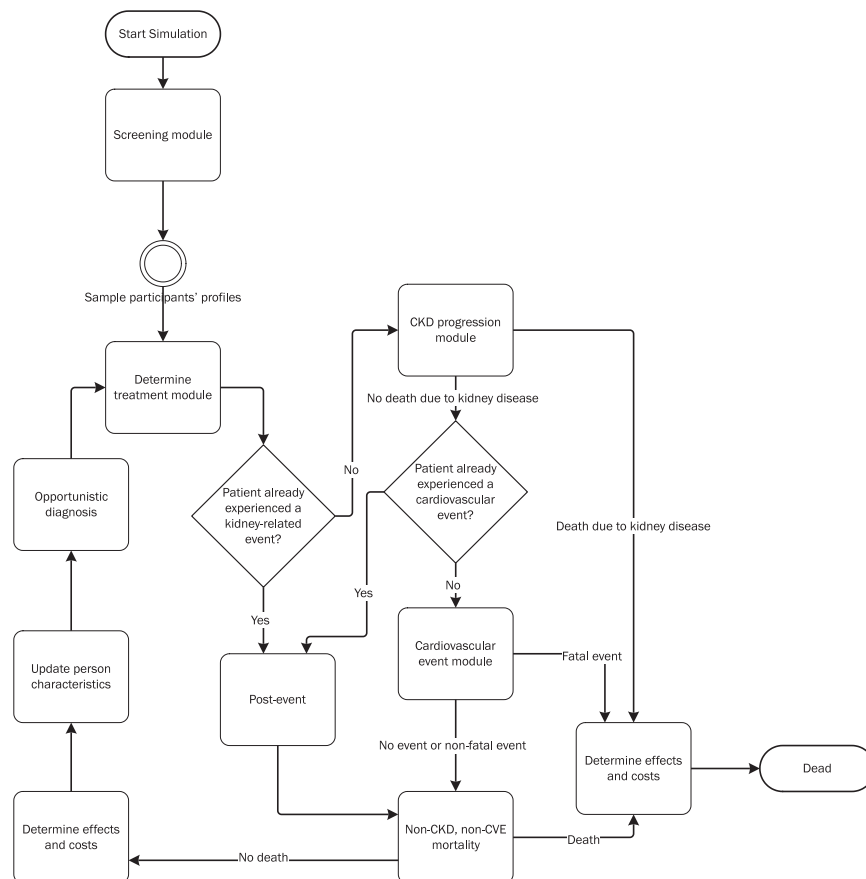 Start Simulation
Screening module
Sample participants' profiles
Determine
treatment module
CKD progression
module
No death due to kidney disease
No
Patient already
experienced a
kidney-related
event?
Patient already
experienced a
cardiovascular
event?
Opportunistic
diagnosis
Death due to kidney disease
Yes
Yes
No
Update person
characteristics
Post-event
Cardiovascular
event module
Fatal event
No event or non-fatal event
Determine effects
and costs
Dead
Determine effects
and costs
Non-CKD, non-CVE
mortality
Death
No death